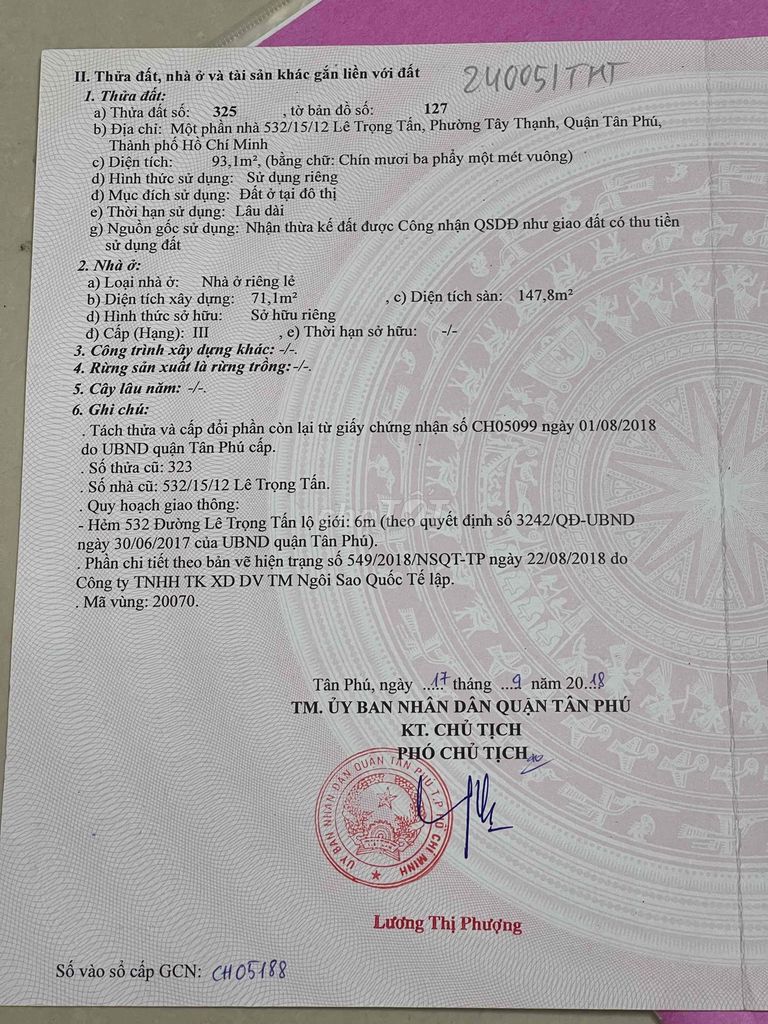 240051/TMT
II. Thửa đất, nhà ở và tài sản khác gắn liền với đất
1. Thửa đất:
a) Thửa đất số: 325 , tờ bản đồ số: 127
b) Địa chỉ: Một phần nhà 532/15/12 Lê Trọng Tấn, Phường Tây Thạnh, Quận Tân Phú,
Thành phố Hồ Chí Minh
c) Diện tích: 93,1m², (bằng chữ: Chín mươi ba phẩy một mét vuông)
d) Hình thức sử dụng: Sử dụng riêng
đ) Mục đích sử dụng: Đất ở tại đô thị
e) Thời hạn sử dụng: Lâu dài
g) Nguồn gốc sử dụng: Nhận thừa kế đất được Công nhận QSDĐ như giao đất có thu tiền
sử dụng đất
2. Nhà ở:
a) Loại nhà ở: Nhà ở riêng lẻ
b) Diện tích xây dựng: 71,1m² , c) Diện tích sàn: 147,8m²
d) Hình thức sở hữu: Sở hữu riêng
đ) Cấp (Hạng): III , e) Thời hạn sở hữu: -/-
3. Công trình xây dựng khác: -/-.
4. Rừng sản xuất là rừng trồng:-/-.
5. Cây lâu năm: -/-.
6. Ghi chú:
. Tách thửa và cấp đổi phần còn lại từ giấy chứng nhận số CH05099 ngày 01/08/2018
do UBND quận Tân Phú cấp.
. Số thửa cũ: 323
. Số nhà cũ: 532/15/12 Lê Trọng Tấn.
. Quy hoạch giao thông:
- Hẻm 532 Đường Lê Trọng Tấn lộ giới: 6m (theo quyết định số 3242/QĐ-UBND
ngày 30/06/2017 của UBND quận Tân Phú).
. Phần chi tiết theo bản vẽ hiện trạng số 549/2018/NSQT-TP ngày 22/08/2018 do
Công ty TNHH TK XD DV TM Ngôi Sao Quốc Tế lập.
. Mã vùng: 20070.
Tân Phú, ngày .....17 tháng ...9 năm 20..18
TM. ỦY BAN NHÂN DÂN QUẬN TÂN PHÚ
KT. CHỦ TỊCH
PHÓ CHỦ TỊCH
ỦY BAN NHÂN DÂN QUẬN TÂN PHÚ T.P HỒ CHÍ MINH
Lương Thị Phượng
Số vào sổ cấp GCN: CH05188